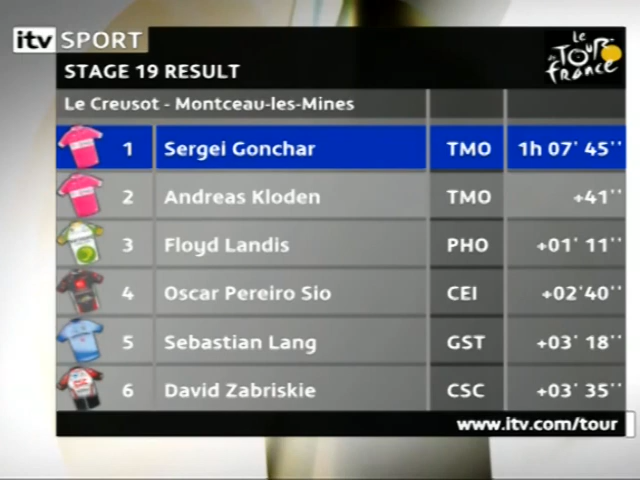 itv SPORT
le TOUR de france
STAGE 19 RESULT
Le Creusot - Montceau-les-Mines
1 Sergei Gonchar TMO 1h 07' 45''
2 Andreas Kloden TMO +41''
3 Floyd Landis PHO +01' 11''
4 Oscar Pereiro Sio CEI +02'40''
5 Sebastian Lang GST +03' 18''
6 David Zabriskie CSC +03' 35''
www.itv.com/tour